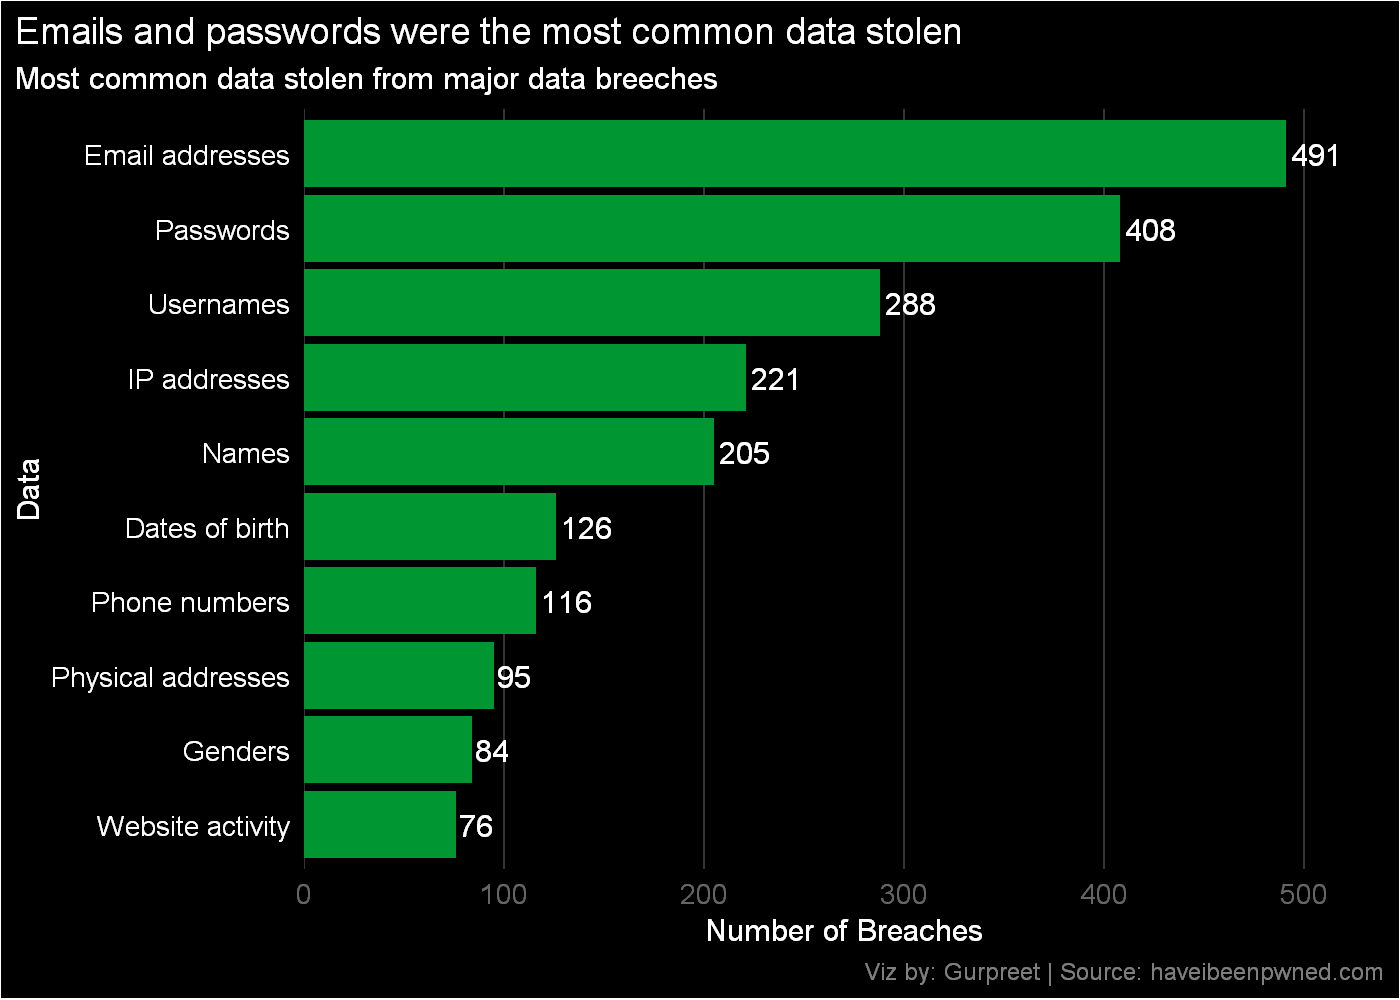 Emails and passwords were the most common data stolen
Most common data stolen from major data breeches
Email addresses 491
Passwords 408
Usernames 288
IP addresses 221
Names 205
Dates of birth 126
Phone numbers 116
Physical addresses 95
Genders 84
Website activity 76
Data
0 100 200 300 400 500
Number of Breaches
Viz by: Gurpreet | Source: haveibeenpwned.com